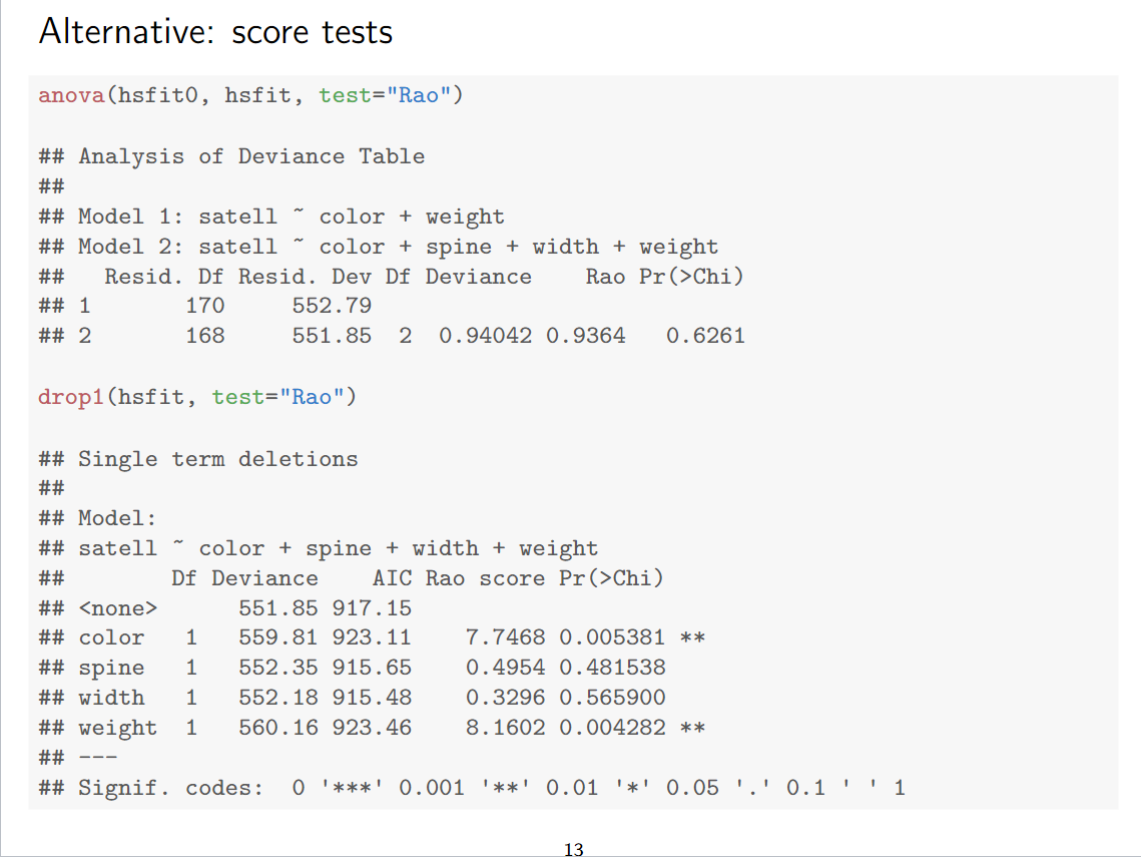 Alternative: score tests
anova(hsfit0, hsfit, test="Rao")
## Analysis of Deviance Table
##
## Model 1: satell ~ color + weight
## Model 2: satell ~ color + spine + width + weight
##   Resid. Df Resid. Dev Df Deviance    Rao Pr(>Chi)
## 1       170     552.79
## 2       168     551.85  2  0.94042 0.9364   0.6261
drop1(hsfit, test="Rao")
## Single term deletions
##
## Model:
## satell ~ color + spine + width + weight
##        Df Deviance    AIC Rao score Pr(>Chi)
## <none>      551.85 917.15
## color   1   559.81 923.11    7.7468 0.005381 **
## spine   1   552.35 915.65    0.4954 0.481538
## width   1   552.18 915.48    0.3296 0.565900
## weight  1   560.16 923.46    8.1602 0.004282 **
## ---
## Signif. codes:  0 '***' 0.001 '**' 0.01 '*' 0.05 '.' 0.1 ' ' 1
13